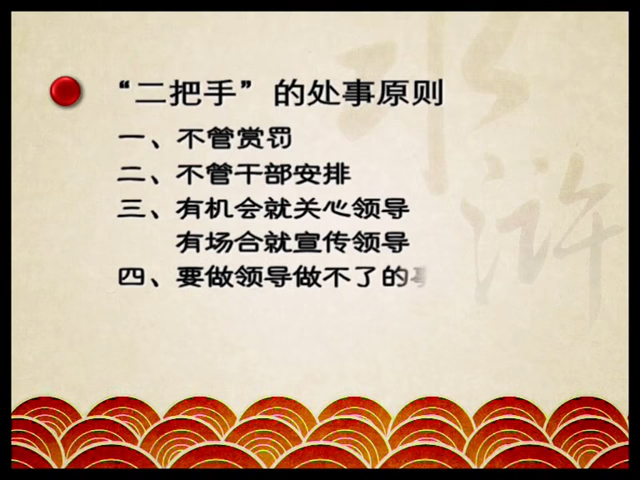 “二把手”的处事原则
一、不管赏罚
二、不管干部安排
三、有机会就关心领导
有场合就宣传领导
四、要做领导做不了的
水
浒